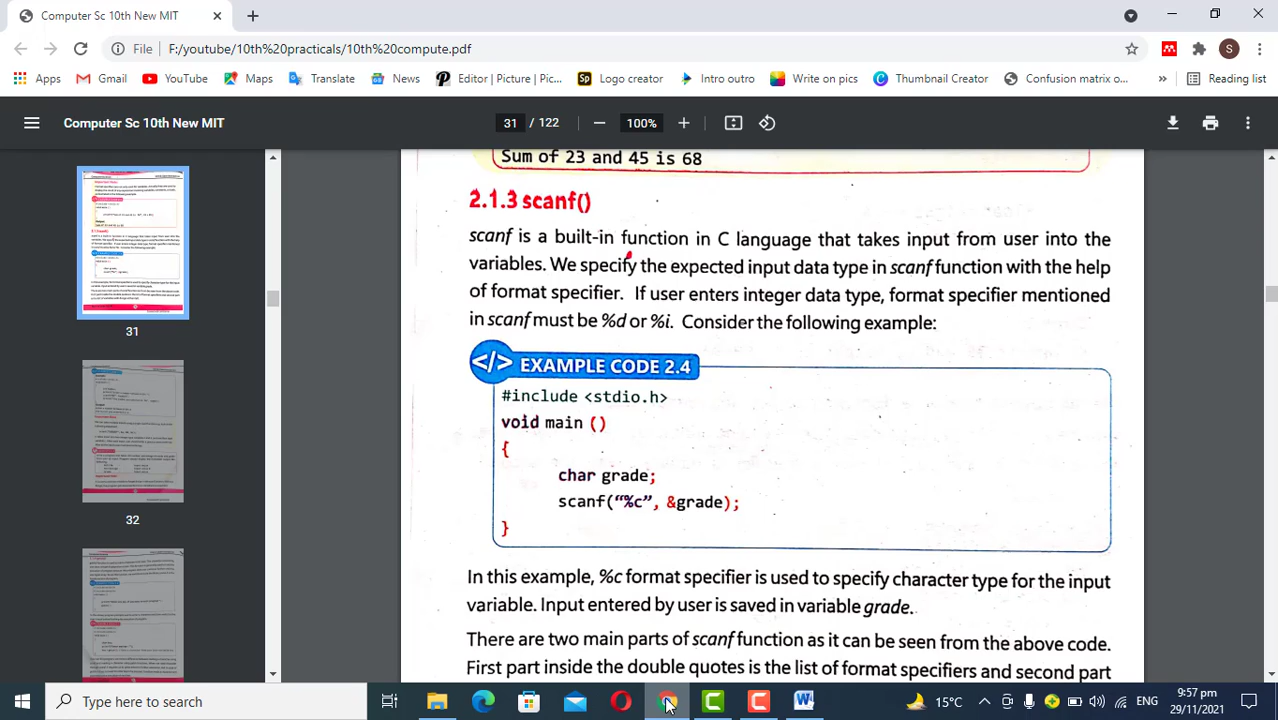 Computer Sc 10th New MIT
File F:/youtube/10th%20practicals/10th%20compute.pdf
S
Apps Gmail YouTube Maps Translate News Editor | Picture | Pic... Sp Logo creator Intro outro Write on pics Thumbnail Creator Confusion matrix o... » Reading list
Computer Sc 10th New MIT 31 / 122 100%
Sum of 23 and 45 is 68
2.1.3 scanf()
scanf is a built-in function in C language that takes input from user into the
variables. We specify the expected input data type in scanf function with the help
of format specifier. If user enters integer data type, format specifier mentioned
in scanf must be %d or %i. Consider the following example:
</> EXAMPLE CODE 2.4
#include <stdio.h>
void main ()
{
char grade;
scanf(“%c”, &grade);
}
In this example, %c format specifier is used to specify character type for the input
variable. Input entered by user is saved in variable grade.
There are two main parts of scanf function as it can be seen from the above code.
First part inside the double quotes is the list of format specifiers and second part
31
32
Type here to search
15°C ENG
9:57 pm
29/11/2021